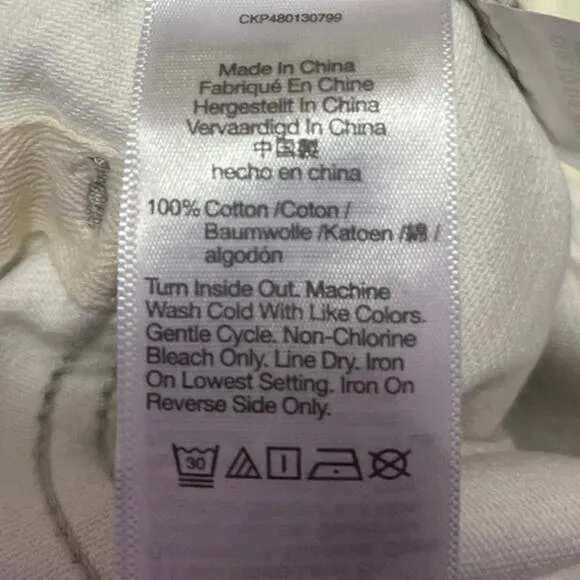 CKP480130799
Made In China
Fabriqué En Chine
Hergestellt In China
Vervaardigd In China
中国製
hecho en china
100% Cotton /Coton /
Baumwolle /Katoen /綿 /
algodón
Turn Inside Out. Machine
Wash Cold With Like Colors.
Gentle Cycle. Non-Chlorine
Bleach Only. Line Dry. Iron
On Lowest Setting. Iron On
Reverse Side Only.
30